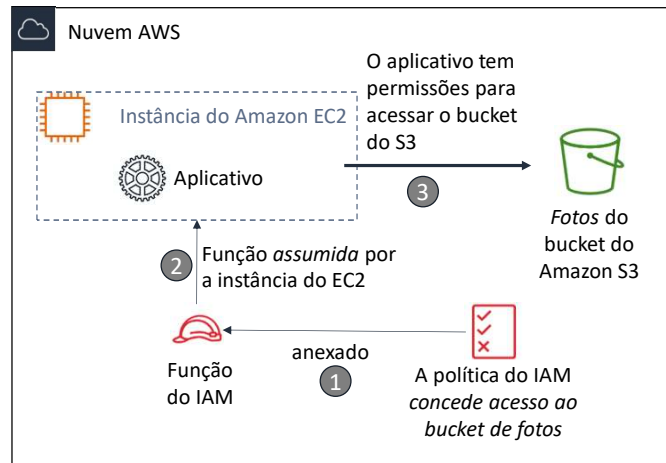 Nuvem AWS
Instância do Amazon EC2
Aplicativo
O aplicativo tem
permissões para
acessar o bucket
do S3
3
Fotos do
bucket do
Amazon S3
2
Função assumida por
a instância do EC2
Função
do IAM
anexado
1
A política do IAM
concede acesso ao
bucket de fotos